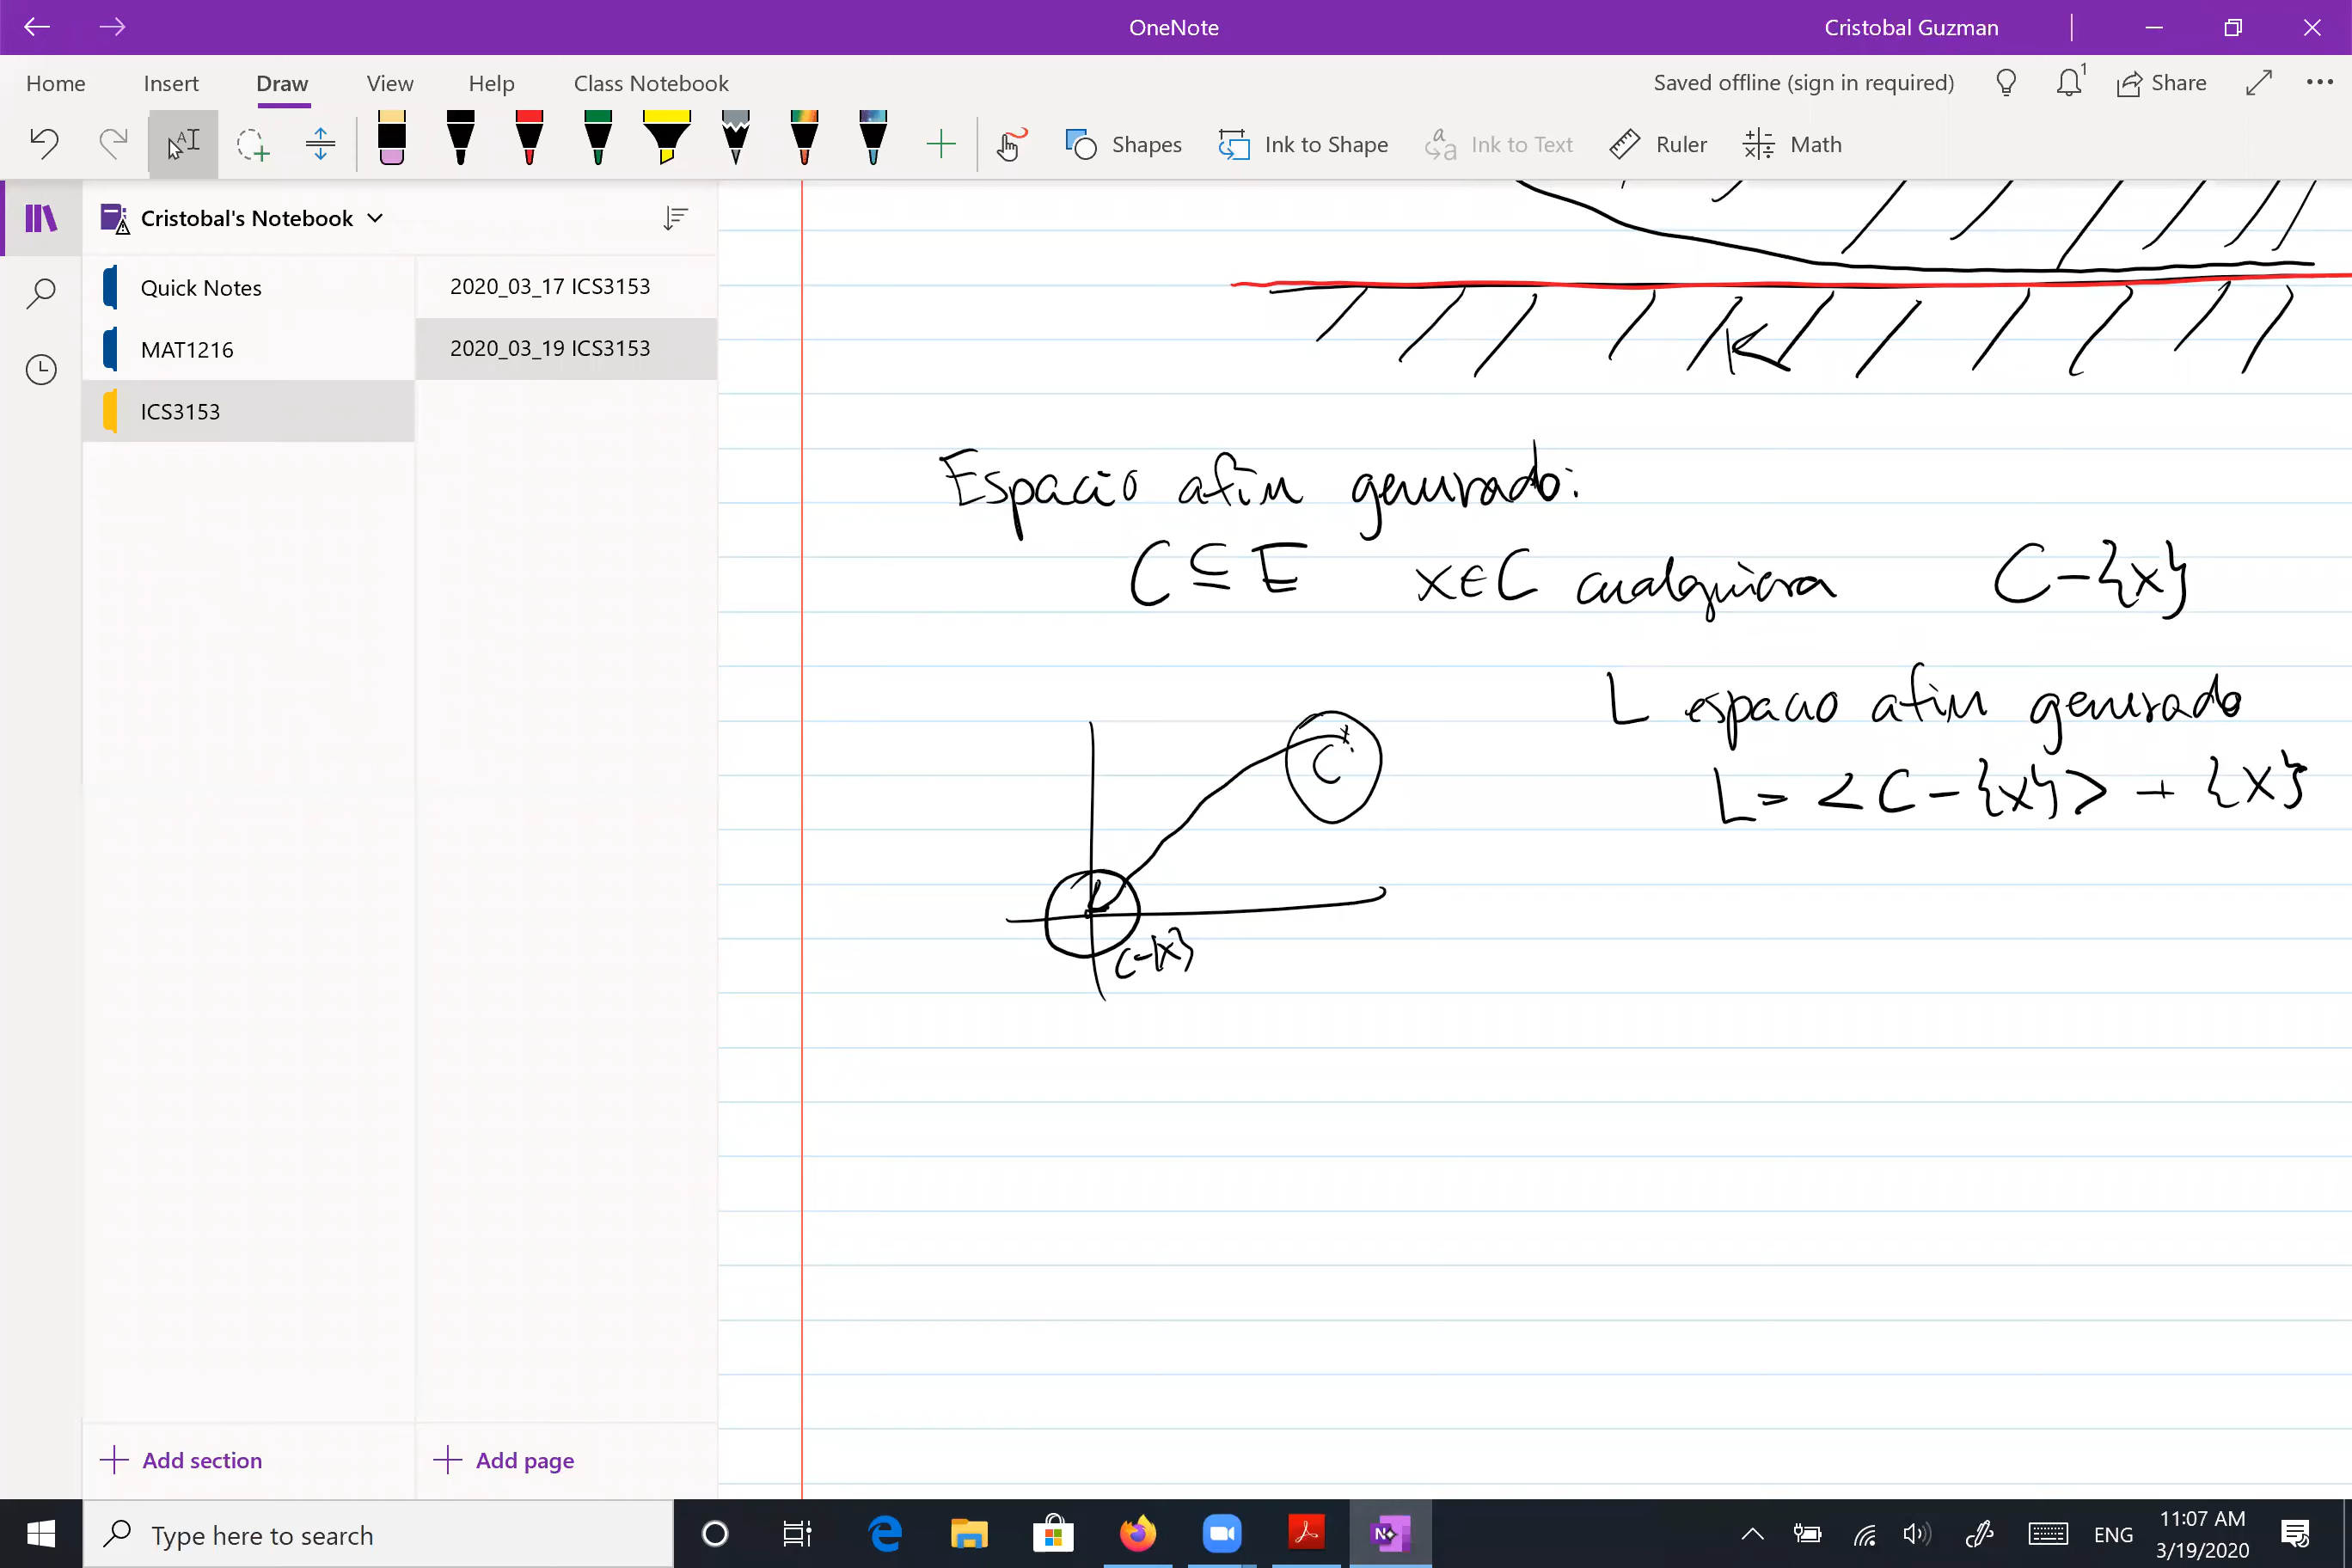 OneNote
Cristobal Guzman
Home Insert Draw View Help Class Notebook
Saved offline (sign in required) 1 Share
Shapes Ink to Shape Ink to Text Ruler Math
Cristobal's Notebook
Quick Notes
MAT1216
ICS3153
2020_03_17 ICS3153
2020_03_19 ICS3153
K
Espacio afin generado:
C ⊆ E x∈C cualquiera C-{x}
L espacio afin generado
L = <C-{x}> + {x}
x
C
C-{x}
Add section
Add page
Type here to search
ENG
11:07 AM
3/19/2020